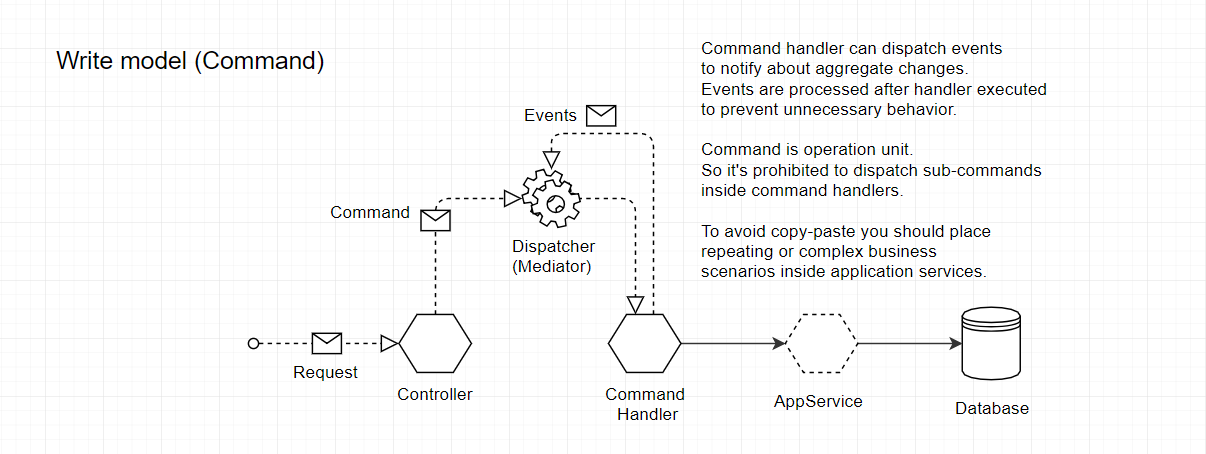 Write model (Command)
Command handler can dispatch events
to notify about aggregate changes.
Events are processed after handler executed
to prevent unnecessary behavior.
Command is operation unit.
So it's prohibited to dispatch sub-commands
inside command handlers.
To avoid copy-paste you should place
repeating or complex business
scenarios inside application services.
Events
Command
Dispatcher
(Mediator)
Request
Controller
Command
Handler
AppService
Database